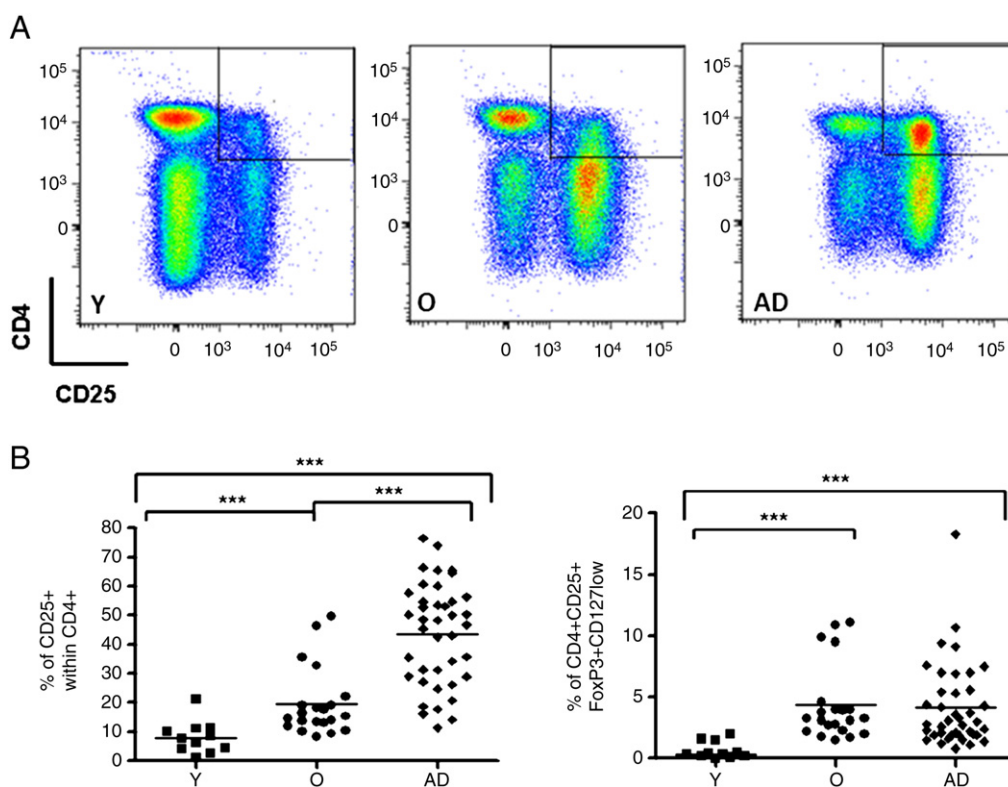 A
10⁵
10⁴
10³
0
Y
0 10³ 10⁴ 10⁵
10⁵
10⁴
10³
0
O
0 10³ 10⁴ 10⁵
10⁵
10⁴
10³
0
AD
0 10³ 10⁴ 10⁵
CD4
CD25
B
***
***
***
% of CD25+
within CD4+
80
70
60
50
40
30
20
10
0
Y O AD
***
***
% of CD4+CD25+
FoxP3+CD127low
20
15
10
5
0
Y O AD